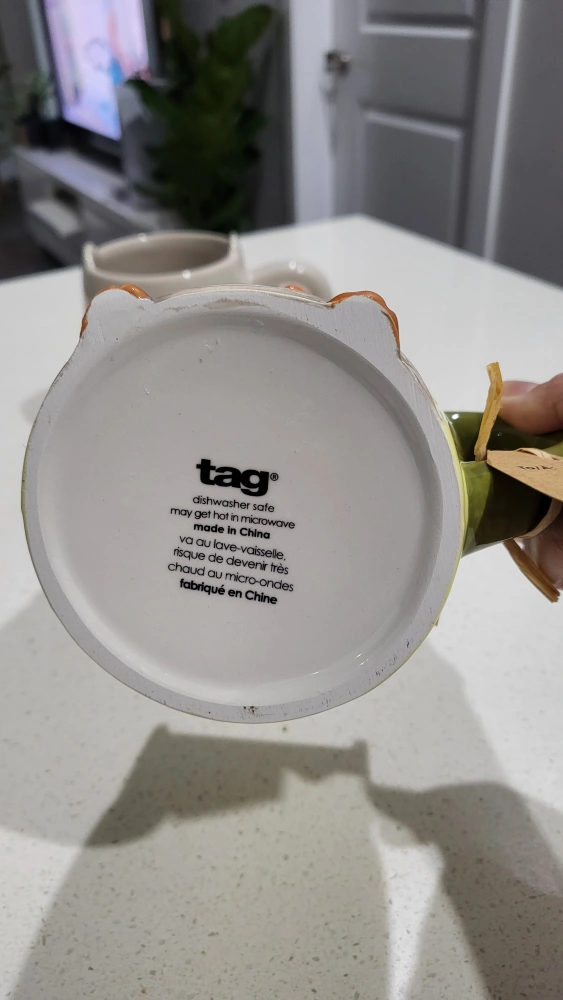 tag®
dishwasher safe
may get hot in microwave
made in China
va au lave-vaisselle,
risque de devenir très
chaud au micro-ondes
fabriqué en Chine